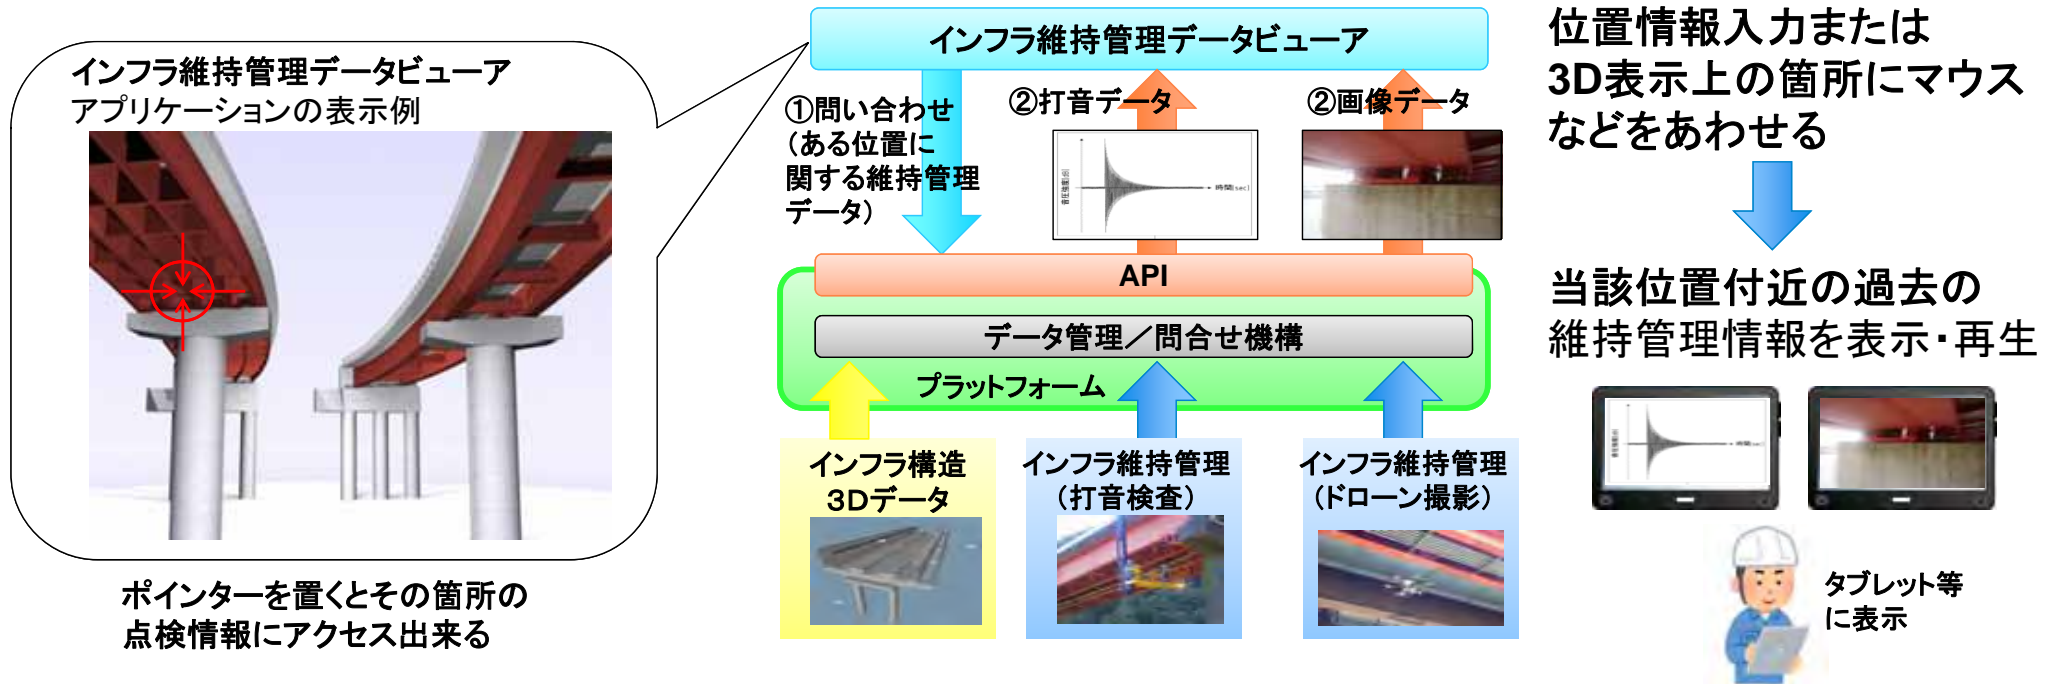 インフラ維持管理データビューア
アプリケーションの表示例
ポインターを置くとその箇所の
点検情報にアクセス出来る
インフラ維持管理データビューア
①問い合わせ
(ある位置に
関する維持管理
データ)
②打音データ
音圧強度(dB)
時間(sec)
②画像データ
API
データ管理／問合せ機構
プラットフォーム
インフラ構造
3Dデータ
インフラ維持管理
(打音検査)
インフラ維持管理
(ドローン撮影)
位置情報入力または
3D表示上の箇所にマウス
などをあわせる
当該位置付近の過去の
維持管理情報を表示・再生
タブレット等
に表示